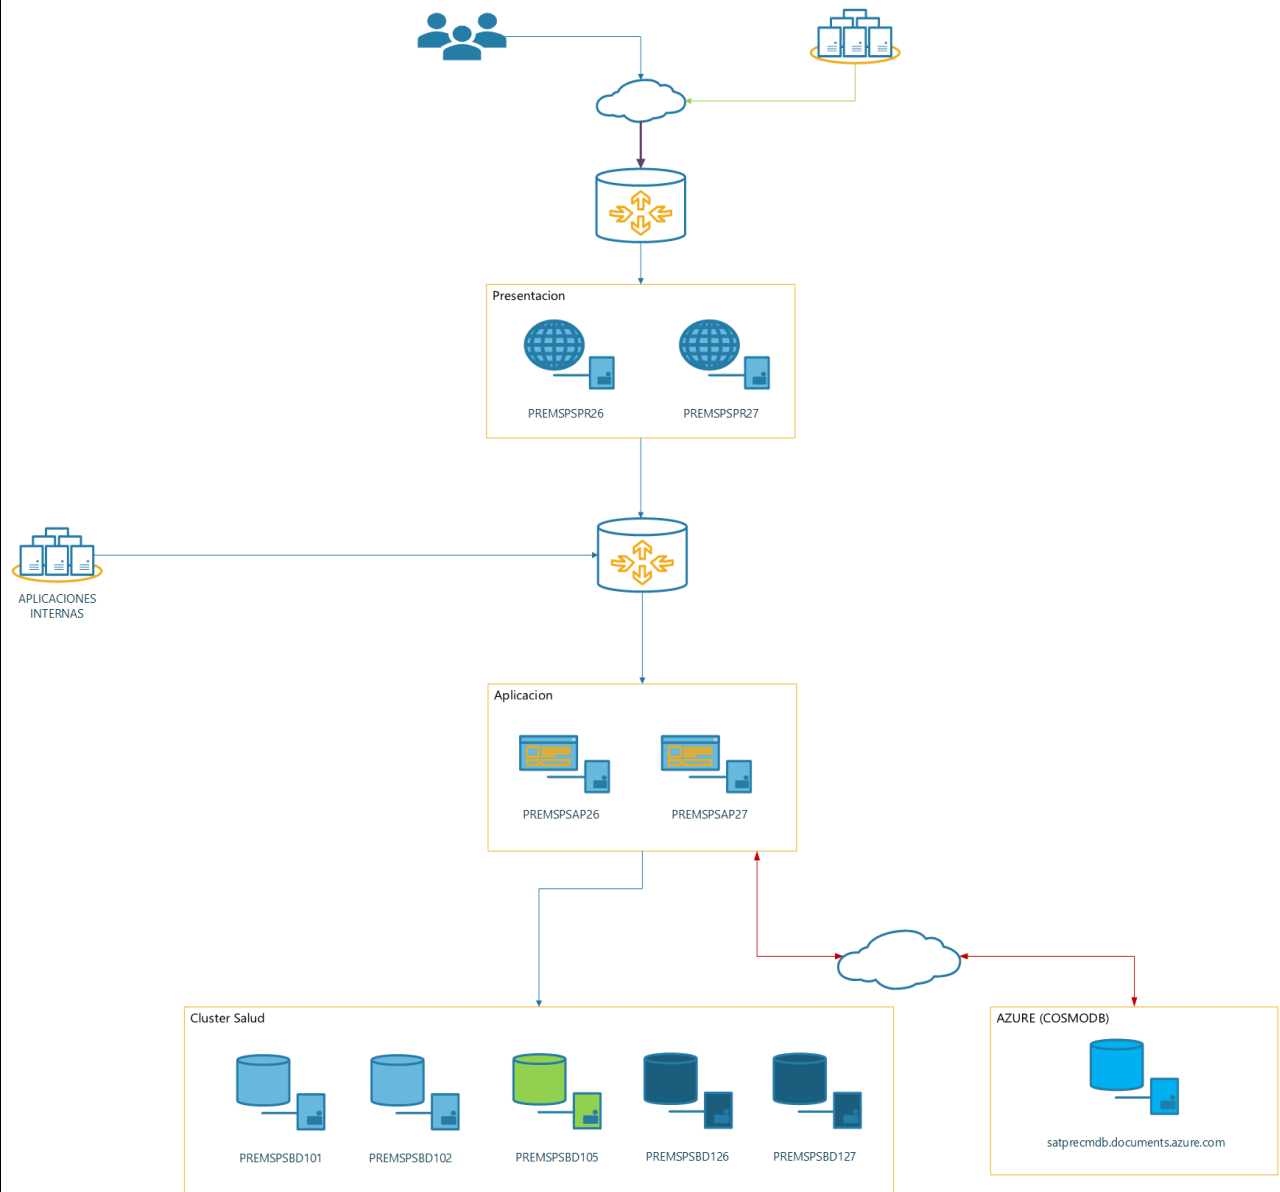 Presentacion
PREMSPSPR26
PREMSPSPR27
APLICACIONES
INTERNAS
Aplicacion
PREMSPSAP26
PREMSPSAP27
Cluster Salud
PREMSPSBD101
PREMSPSBD102
PREMSPSBD105
PREMSPSBD126
PREMSPSBD127
AZURE (COSMODB)
satprecmdb.documents.azure.com